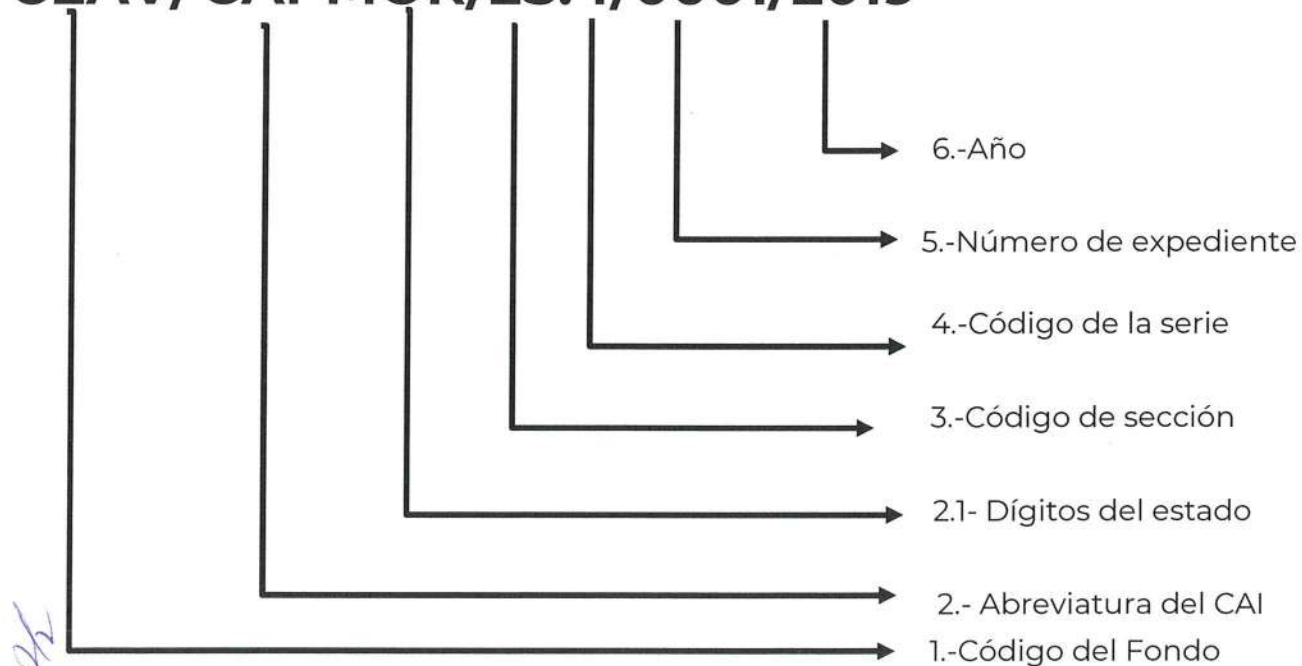 6.-Año
5.-Número de expediente
4.-Código de la serie
3.-Código de sección
2.1- Dígitos del estado
2.- Abreviatura del CAI
1.-Código del Fondo